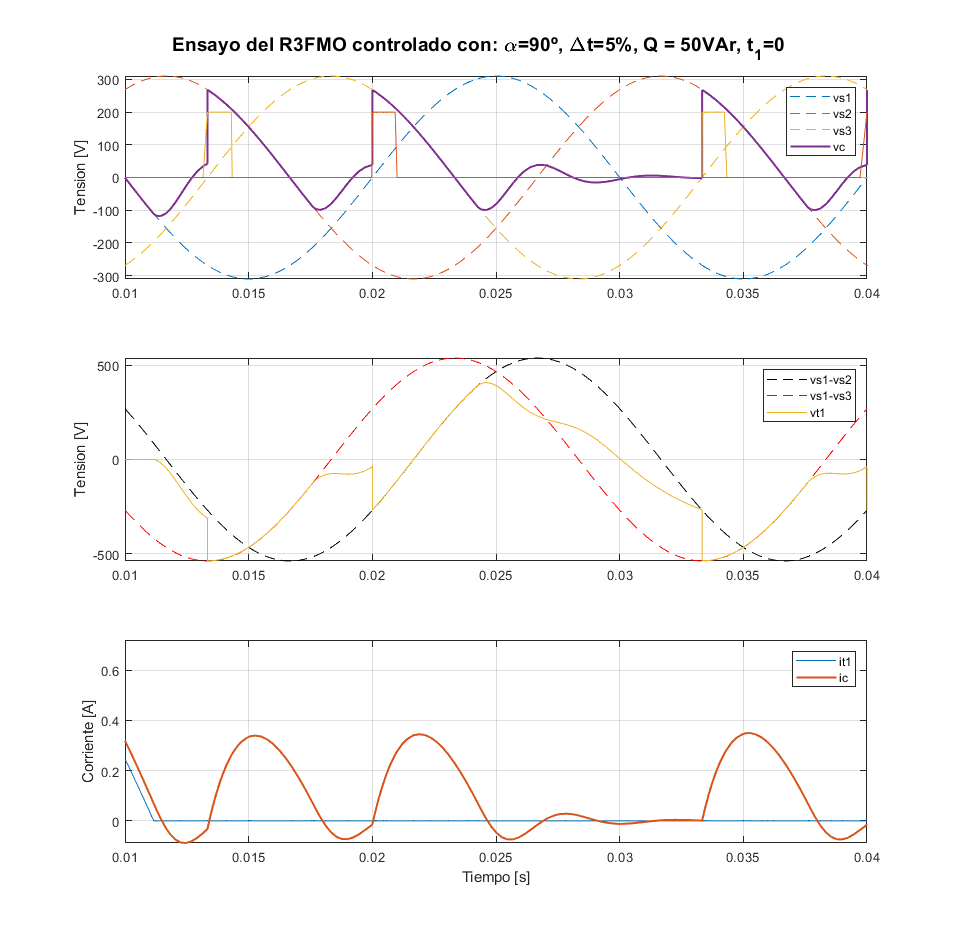 Ensayo del R3FMO controlado con: α=90º, Δt=5%, Q = 50VAr, t₁=0
300
200
100
0
-100
-200
-300
Tension [V]
vs1
vs2
vs3
vc
0.01 0.015 0.02 0.025 0.03 0.035 0.04
500
0
-500
Tension [V]
vs1-vs2
vs1-vs3
vt1
0.01 0.015 0.02 0.025 0.03 0.035 0.04
0.6
0.4
0.2
0
Corriente [A]
it1
ic
0.01 0.015 0.02 0.025 0.03 0.035 0.04
Tiempo [s]